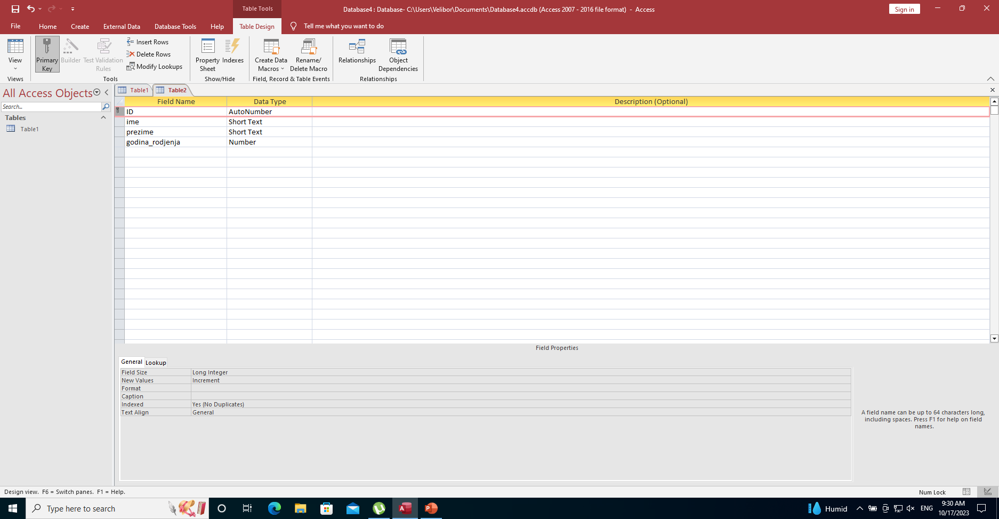 Table Tools
Database4 : Database- C:\Users\Velibor\Documents\Database4.accdb (Access 2007 - 2016 file format) - Access
Sign in
File Home Create External Data Database Tools Help Table Design Tell me what you want to do
View
Primary Key
Builder
Test Validation Rules
Insert Rows
Delete Rows
Modify Lookups
Property Sheet
Indexes
Create Data Macros
Rename/ Delete Macro
Relationships
Object Dependencies
Views
Tools
Show/Hide
Field, Record & Table Events
Relationships
All Access Objects
Search...
Tables
Table1
Table1
Table2
Field Name Data Type Description (Optional)
ID AutoNumber
ime Short Text
prezime Short Text
godina_rodjenja Number
Field Properties
General Lookup
Field Size Long Integer
New Values Increment
Format
Caption
Indexed Yes (No Duplicates)
Text Align General
A field name can be up to 64 characters long,
including spaces. Press F1 for help on field
names.
Design view. F6 = Switch panes. F1 = Help.
Num Lock
Type here to search
A
P
Humid
ENG
9:30 AM
10/17/2023